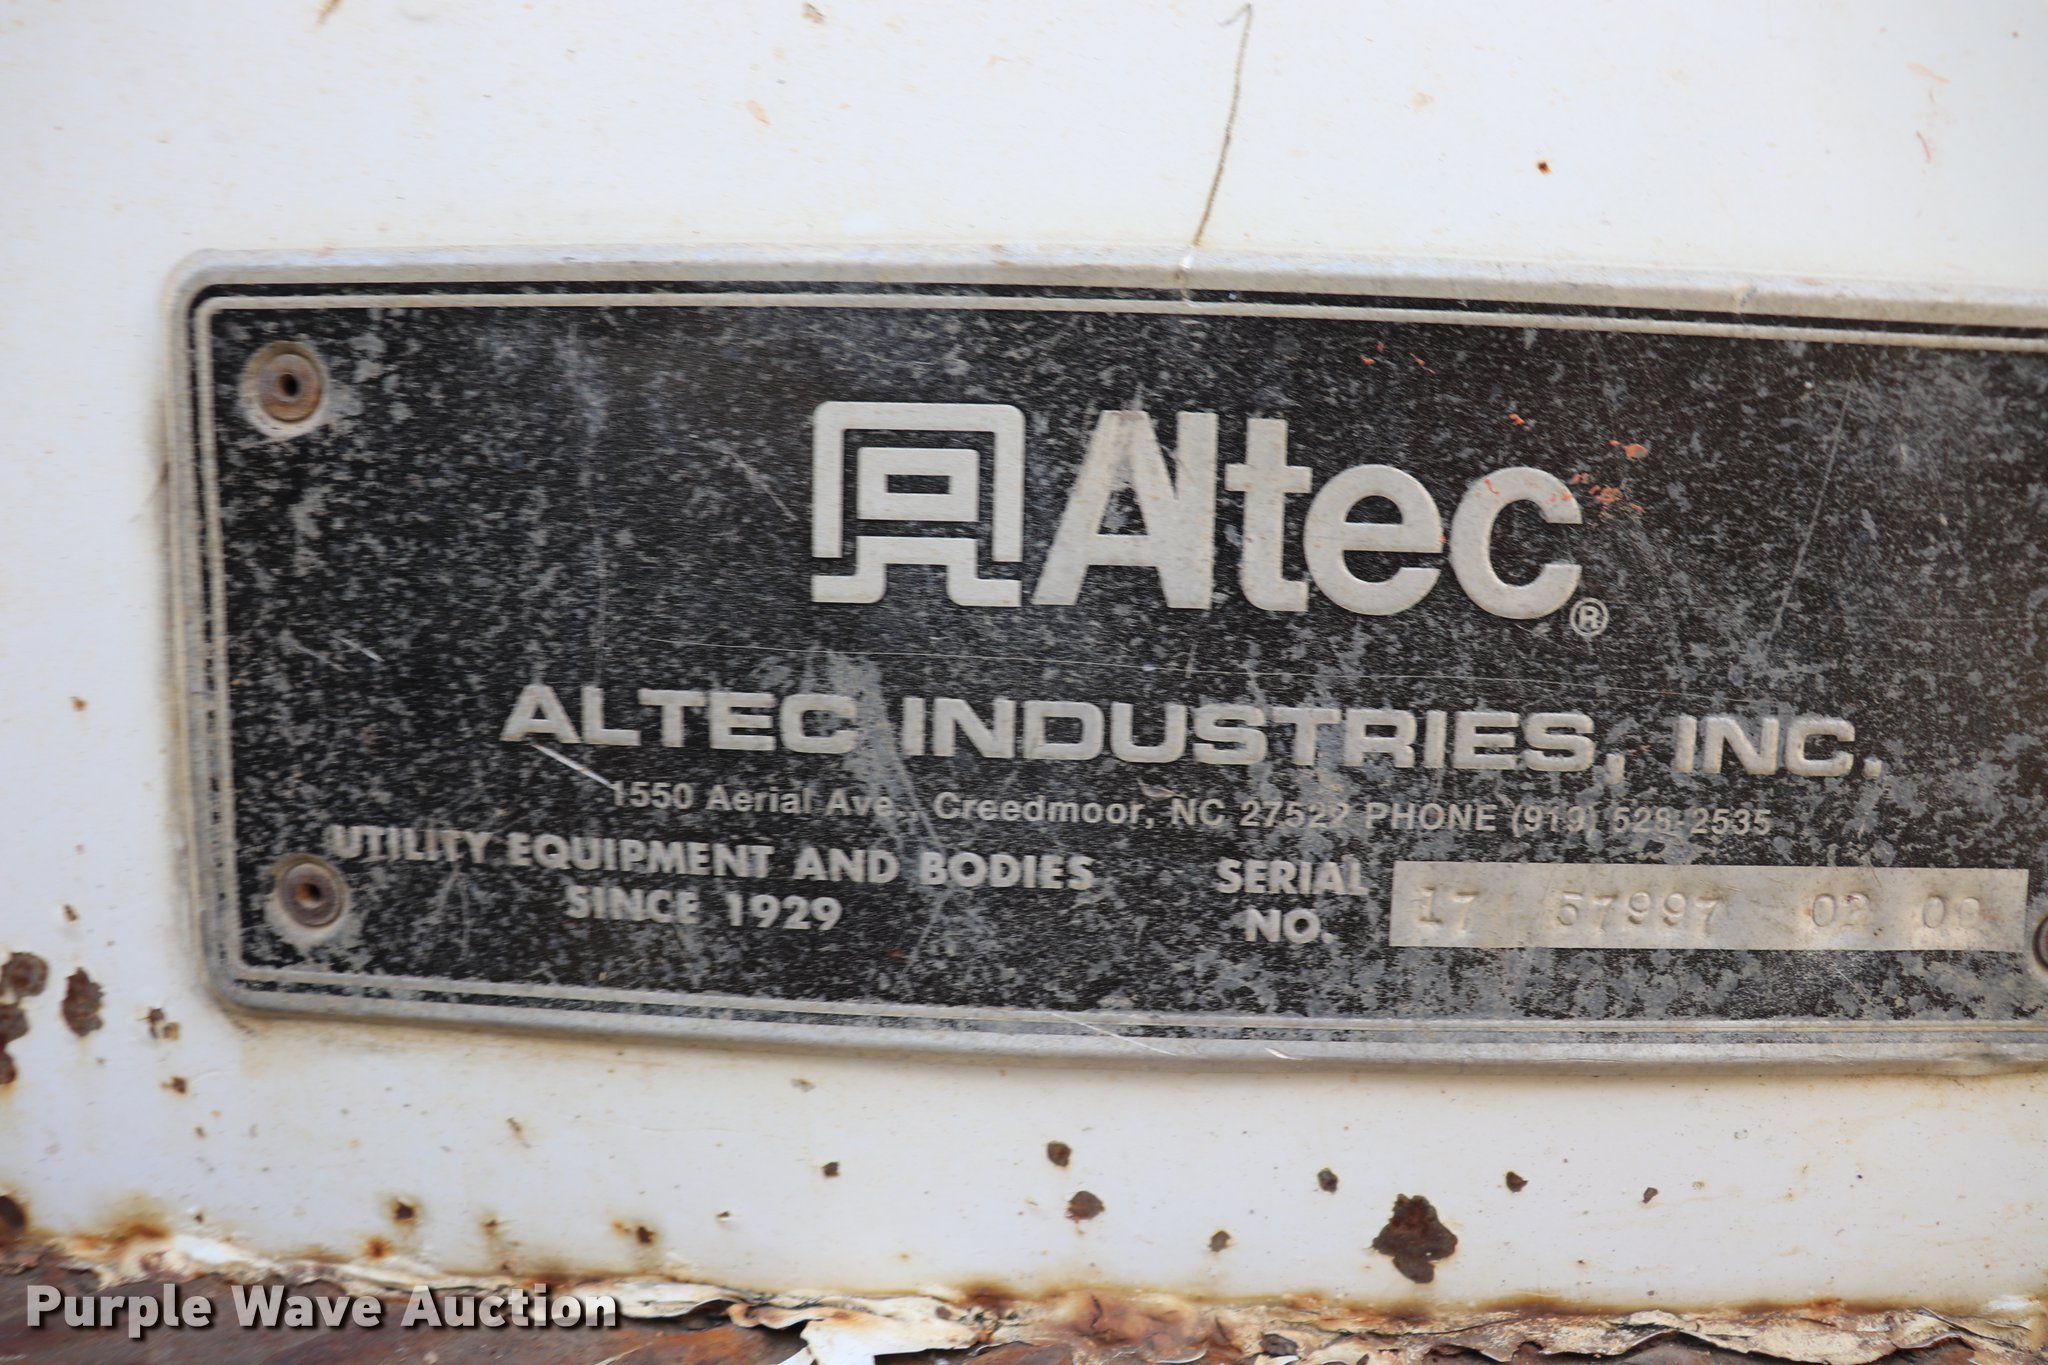 Altec®
ALTEC INDUSTRIES, INC.
1550 Aerial Ave., Creedmoor, NC 27522 PHONE (919) 528-2535
UTILITY EQUIPMENT AND BODIES
SINCE 1929
SERIAL
NO.
17 57997 02 00
Purple Wave Auction